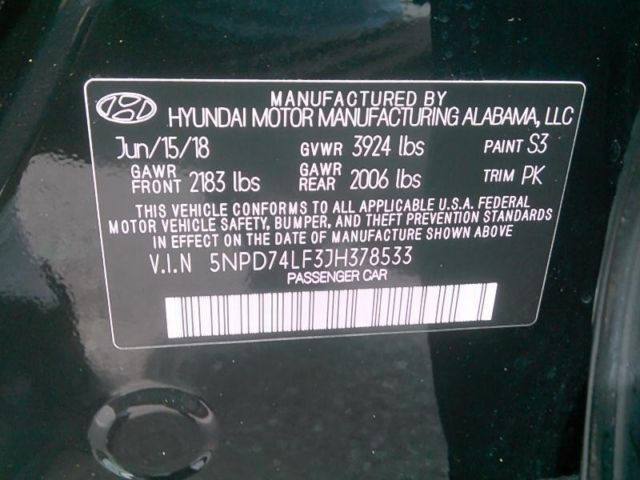 MANUFACTURED BY
HYUNDAI MOTOR MANUFACTURING ALABAMA, LLC
Jun/15/18 GVWR 3924 lbs PAINT S3
GAWR FRONT 2183 lbs GAWR REAR 2006 lbs TRIM PK
THIS VEHICLE CONFORMS TO ALL APPLICABLE U.S.A. FEDERAL
MOTOR VEHICLE SAFETY, BUMPER, AND THEFT PREVENTION STANDARDS
IN EFFECT ON THE DATE OF MANUFACTURE SHOWN ABOVE
V.I.N 5NPD74LF3JH378533
PASSENGER CAR